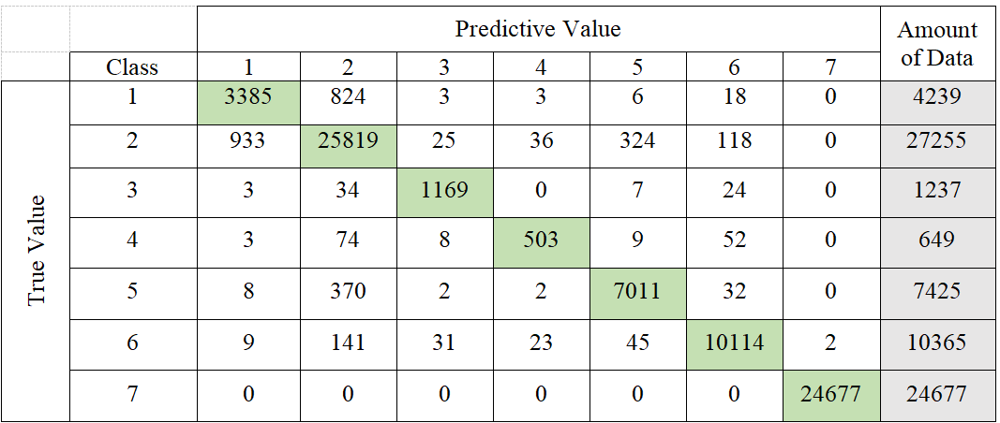 Predictive Value Amount of Data
Class 1 2 3 4 5 6 7
True Value
1 3385 824 3 3 6 18 0 4239
2 933 25819 25 36 324 118 0 27255
3 3 34 1169 0 7 24 0 1237
4 3 74 8 503 9 52 0 649
5 8 370 2 2 7011 32 0 7425
6 9 141 31 23 45 10114 2 10365
7 0 0 0 0 0 0 24677 24677